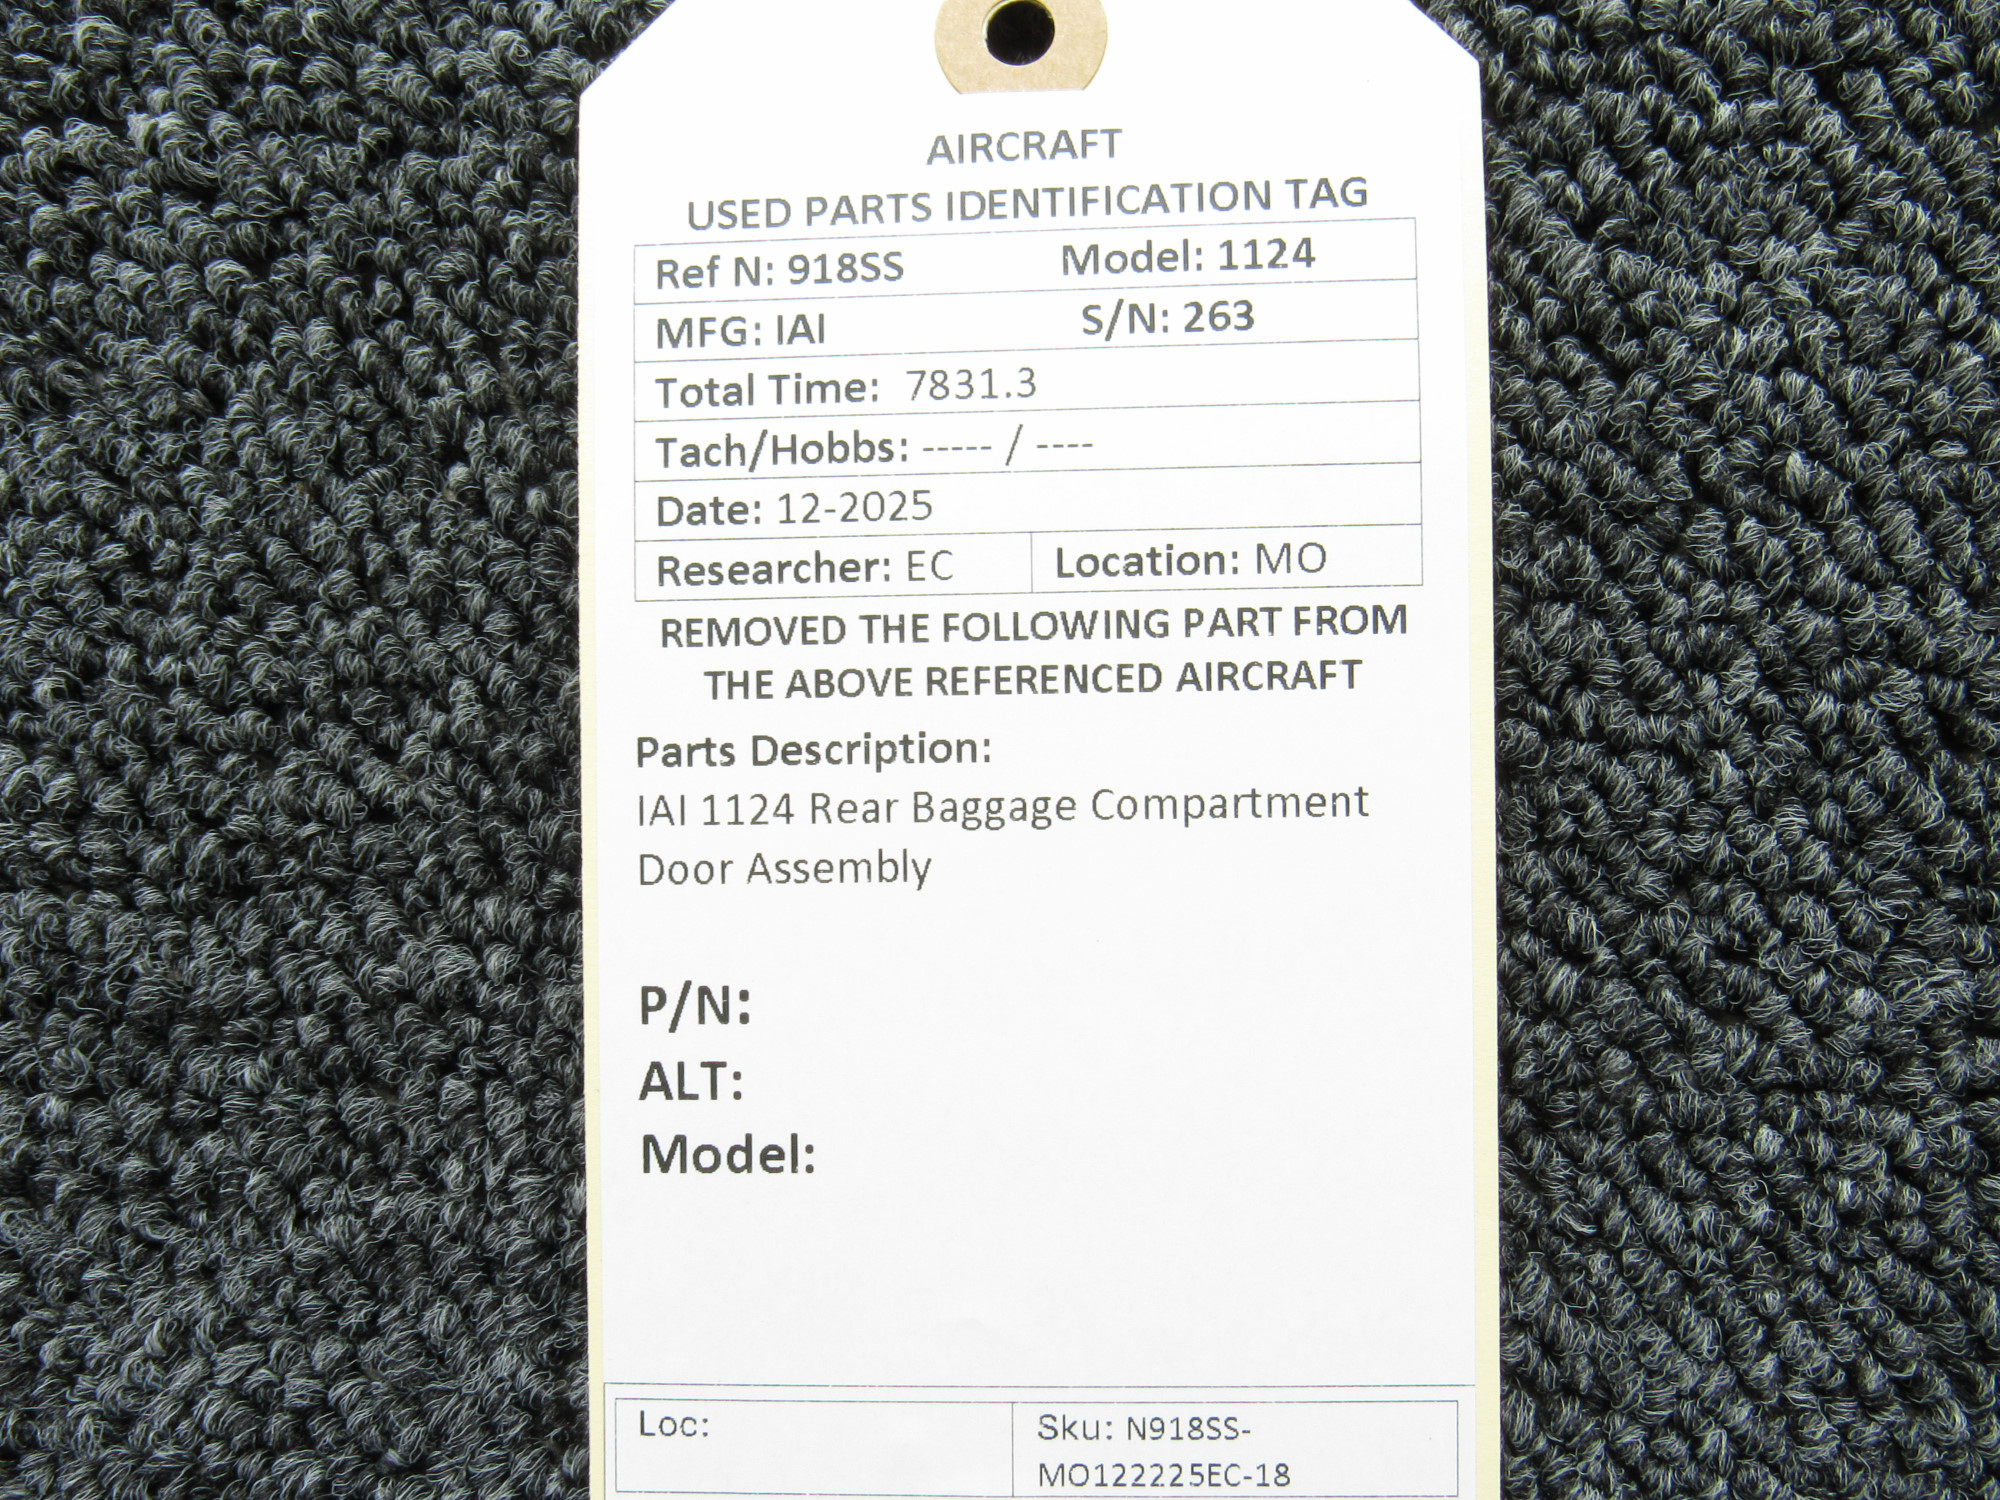 AIRCRAFT
USED PARTS IDENTIFICATION TAG
Ref N: 918SS Model: 1124
MFG: IAI S/N: 263
Total Time: 7831.3
Tach/Hobbs: ----- / ----
Date: 12-2025
Researcher: EC Location: MO
REMOVED THE FOLLOWING PART FROM
THE ABOVE REFERENCED AIRCRAFT
Parts Description:
IAI 1124 Rear Baggage Compartment
Door Assembly
P/N:
ALT:
Model:
Loc:
Sku: N918SS-
MO122225EC-18